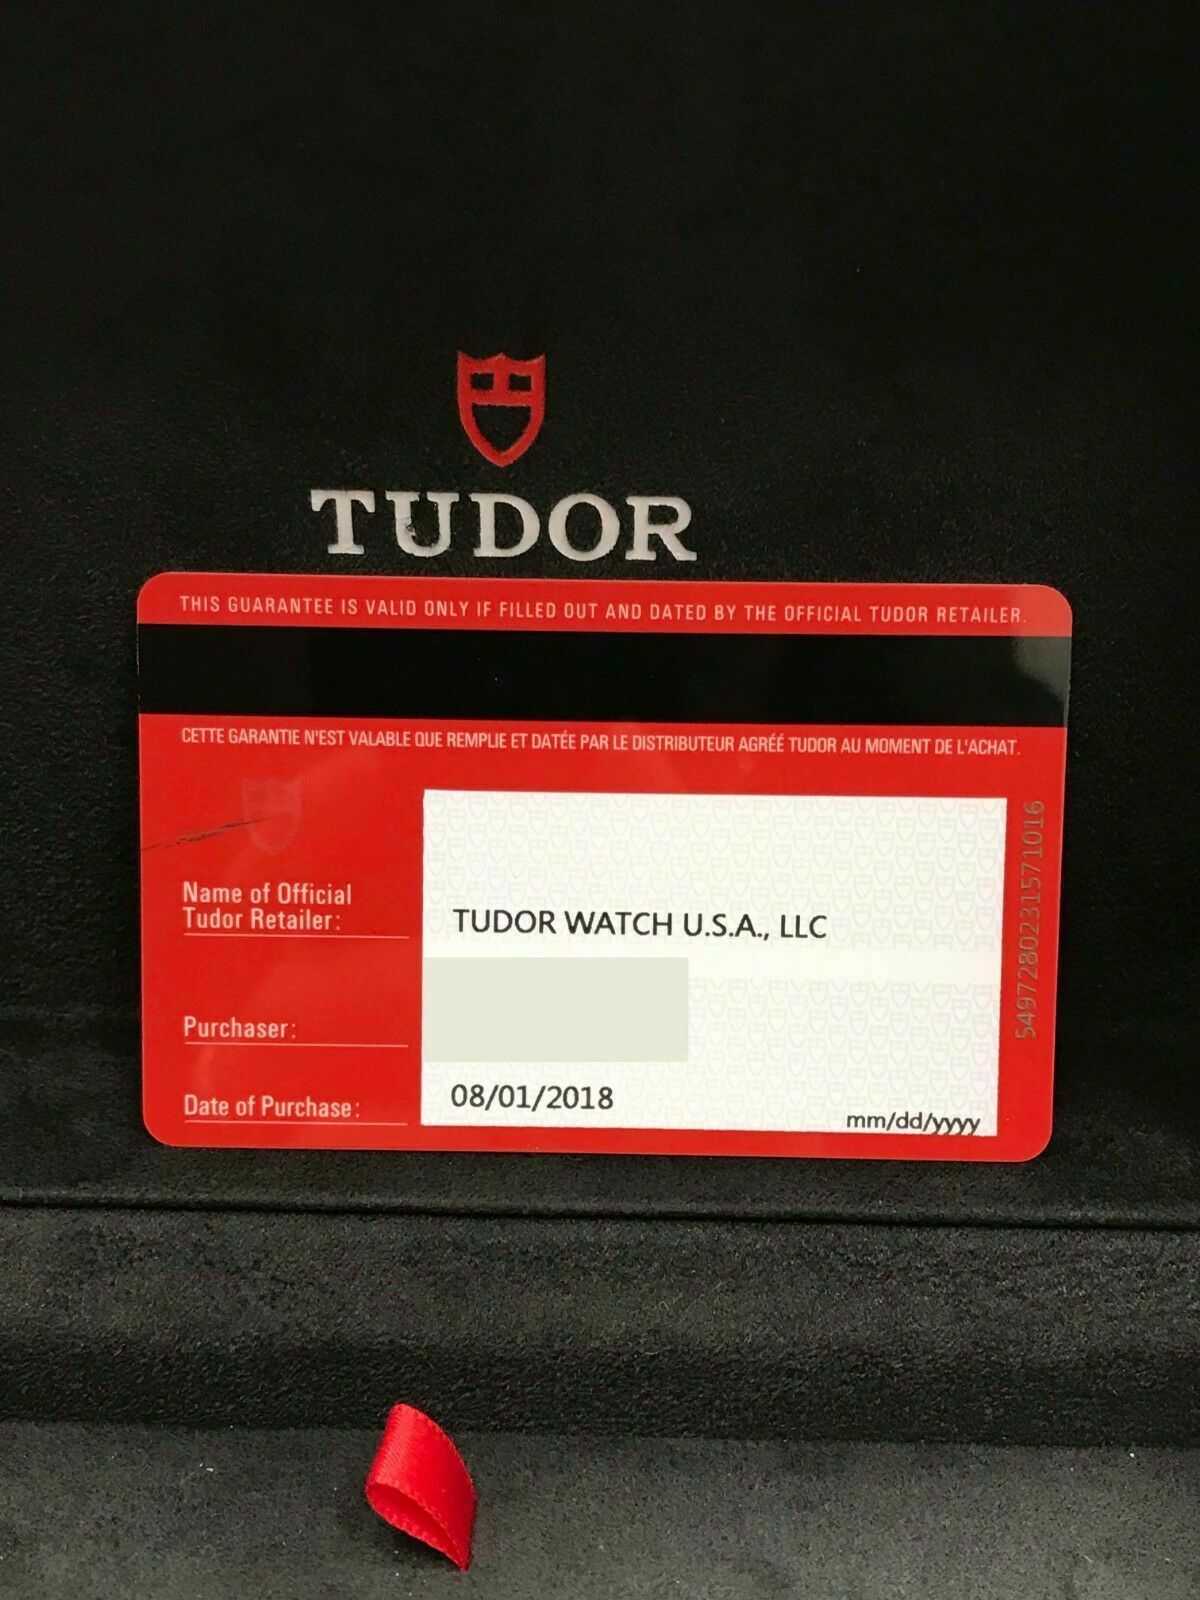 TUDOR
THIS GUARANTEE IS VALID ONLY IF FILLED OUT AND DATED BY THE OFFICIAL TUDOR RETAILER.
CETTE GARANTIE N'EST VALABLE QUE REMPLIE ET DATÉE PAR LE DISTRIBUTEUR AGRÉÉ TUDOR AU MOMENT DE L'ACHAT.
Name of Official
Tudor Retailer:
TUDOR WATCH U.S.A., LLC
Purchaser:
Date of Purchase:
08/01/2018
mm/dd/yyyy
5497280231571016